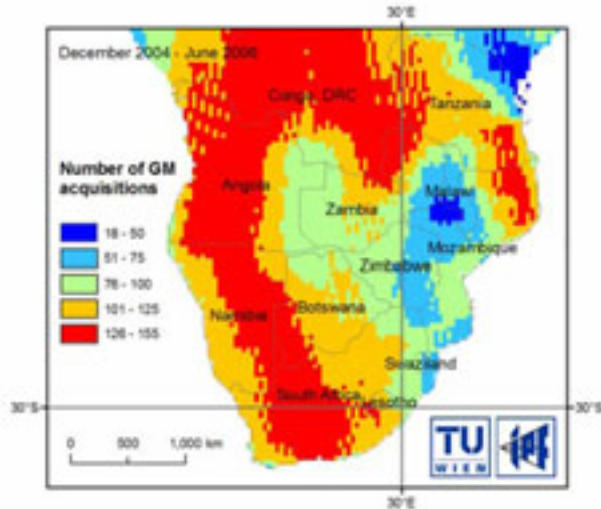 30°E
December 2004 - June 2006
Congo, DRC
Tanzania
Number of GM
acquisitions
Angola
Malawi
Zambia
18 - 50
51 - 75
Mozambique
76 - 100
Zimbabwe
101 - 125
Botswana
Namibia
126 - 155
Swaziland
South Africa
Lesotho
30°S
30°S
0 500 1,000 km
TU
WIEN
30°E